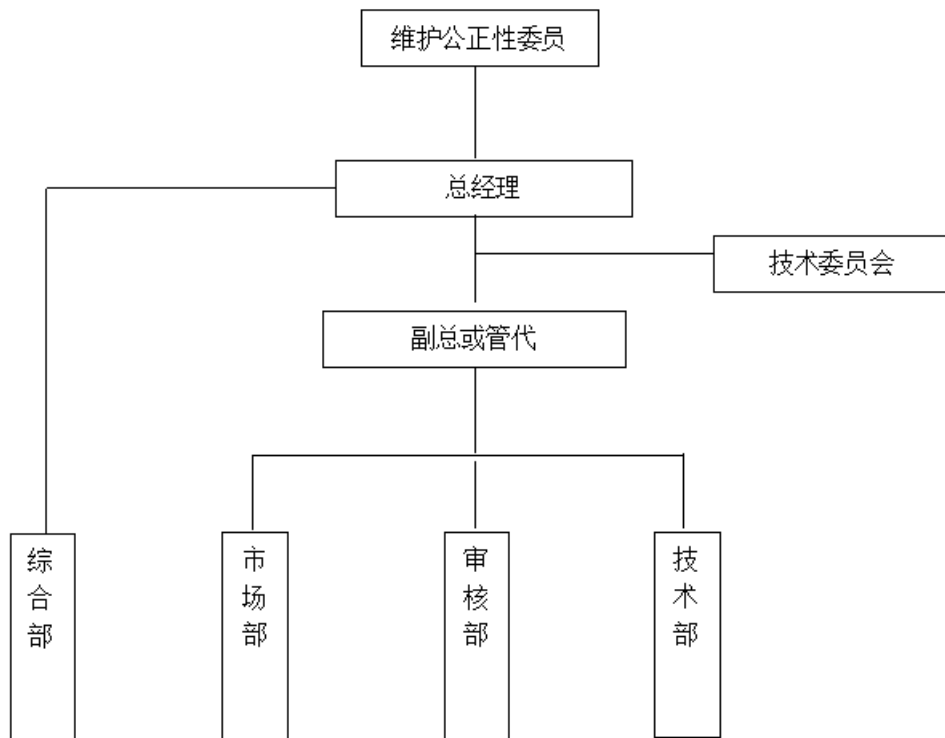 维护公正性委员
总经理
技术委员会
副总或管代
综合部
市场部
审核部
技术部